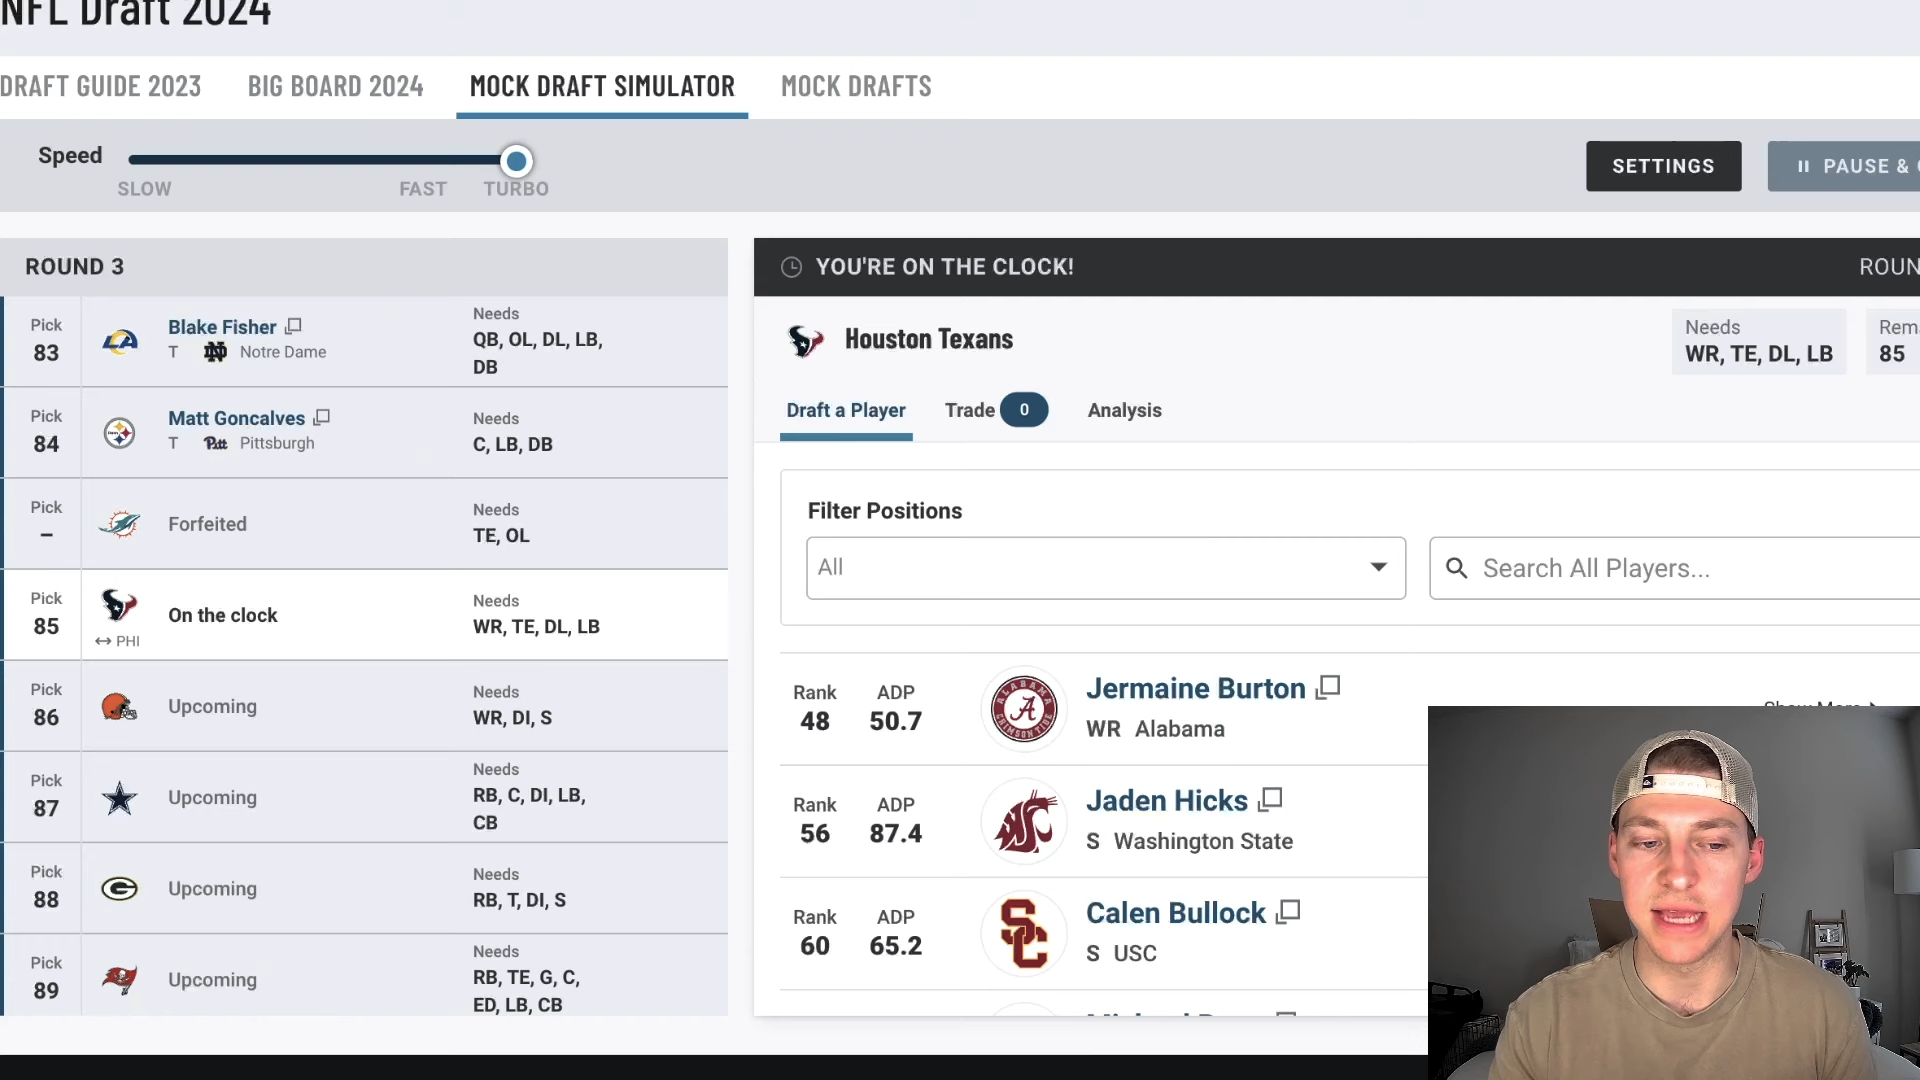 NFL Draft 2024
DRAFT GUIDE 2023
BIG BOARD 2024
MOCK DRAFT SIMULATOR
MOCK DRAFTS
Speed
SLOW
FAST
TURBO
SETTINGS
PAUSE &
ROUND 3
Pick
83
Blake Fisher
T Notre Dame
Needs
QB, OL, DL, LB,
DB
Pick
84
Matt Goncalves
T Pitt Pittsburgh
Needs
C, LB, DB
Pick
–
Forfeited
Needs
TE, OL
Pick
85
↔ PHI
On the clock
Needs
WR, TE, DL, LB
Pick
86
Upcoming
Needs
WR, DI, S
Pick
87
Upcoming
Needs
RB, C, DI, LB,
CB
Pick
88
Upcoming
Needs
RB, T, DI, S
Pick
89
Upcoming
Needs
RB, TE, G, C,
ED, LB, CB
YOU'RE ON THE CLOCK!
ROUN
Houston Texans
Needs
WR, TE, DL, LB
Rema
85
Draft a Player
Trade 0
Analysis
Filter Positions
All
Search All Players...
Rank
48
ADP
50.7
Jermaine Burton
WR Alabama
Show More
Rank
56
ADP
87.4
Jaden Hicks
S Washington State
Rank
60
ADP
65.2
Calen Bullock
S USC